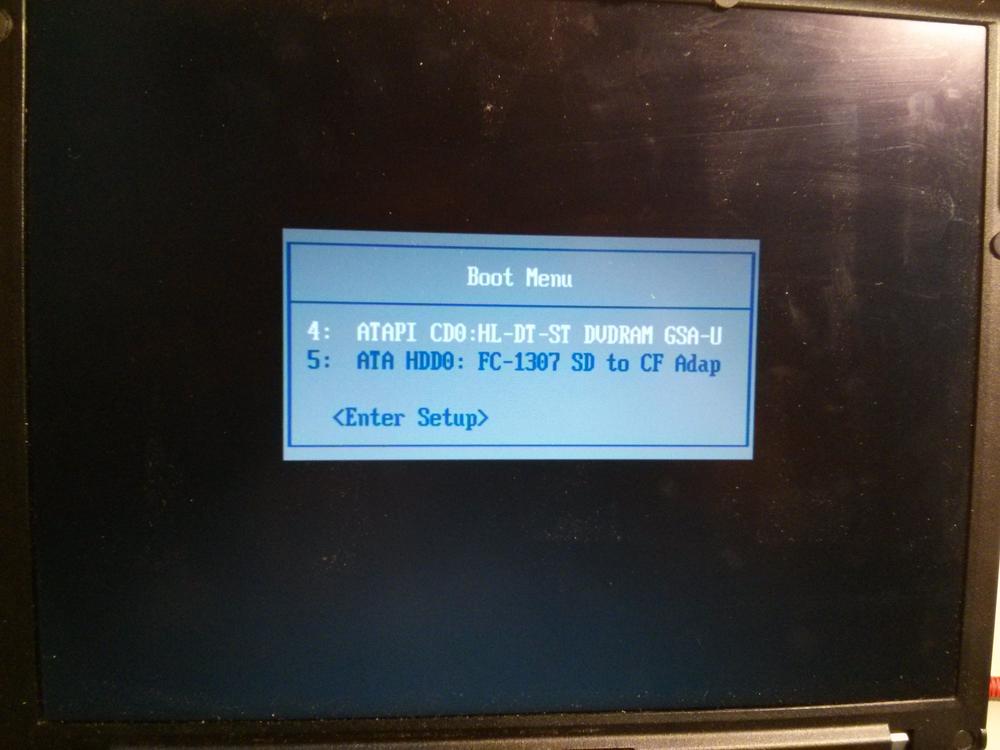 Boot Menu
4: ATAPI CD0:HL-DT-ST DVDRAM GSA-U
5: ATA HDD0: FC-1307 SD to CF Adap
<Enter Setup>